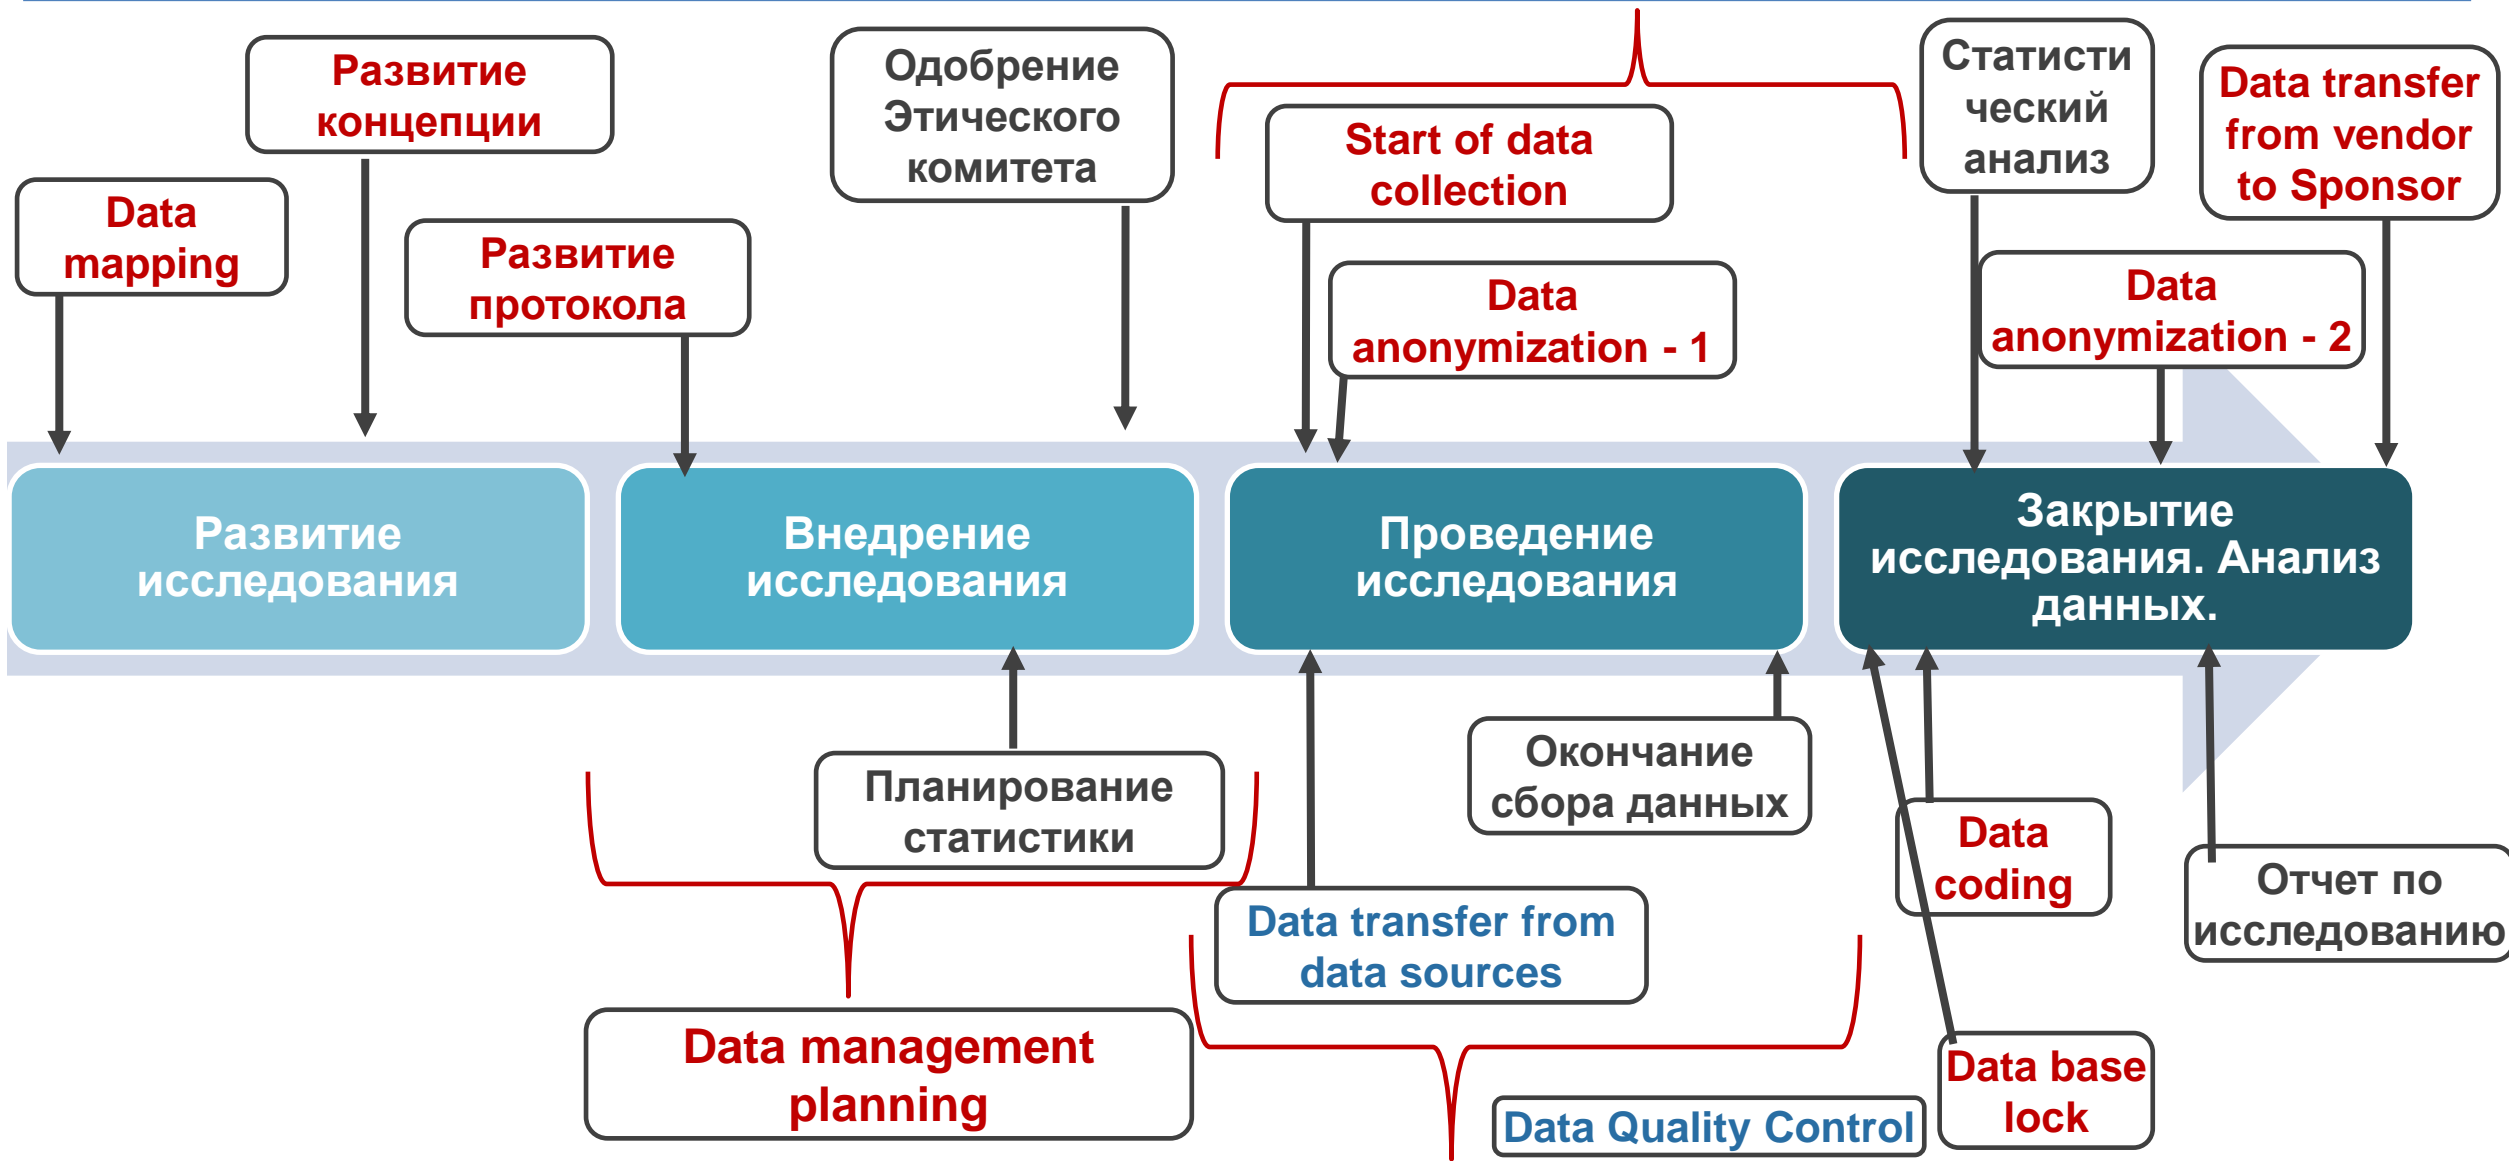 Развитие
концепции
Одобрение
Этического
комитета
Статисти
ческий
анализ
Data transfer
from vendor
to Sponsor
Start of data
collection
Data
mapping
Развитие
протокола
Data
anonymization - 1
Data
anonymization - 2
Развитие
исследования
Внедрение
исследования
Проведение
исследования
Закрытие
исследования. Анализ
данных.
Планирование
статистики
Окончание
сбора данных
Data
coding
Отчет по
исследованию
Data transfer from
data sources
Data management
planning
Data Quality Control
Data base
lock